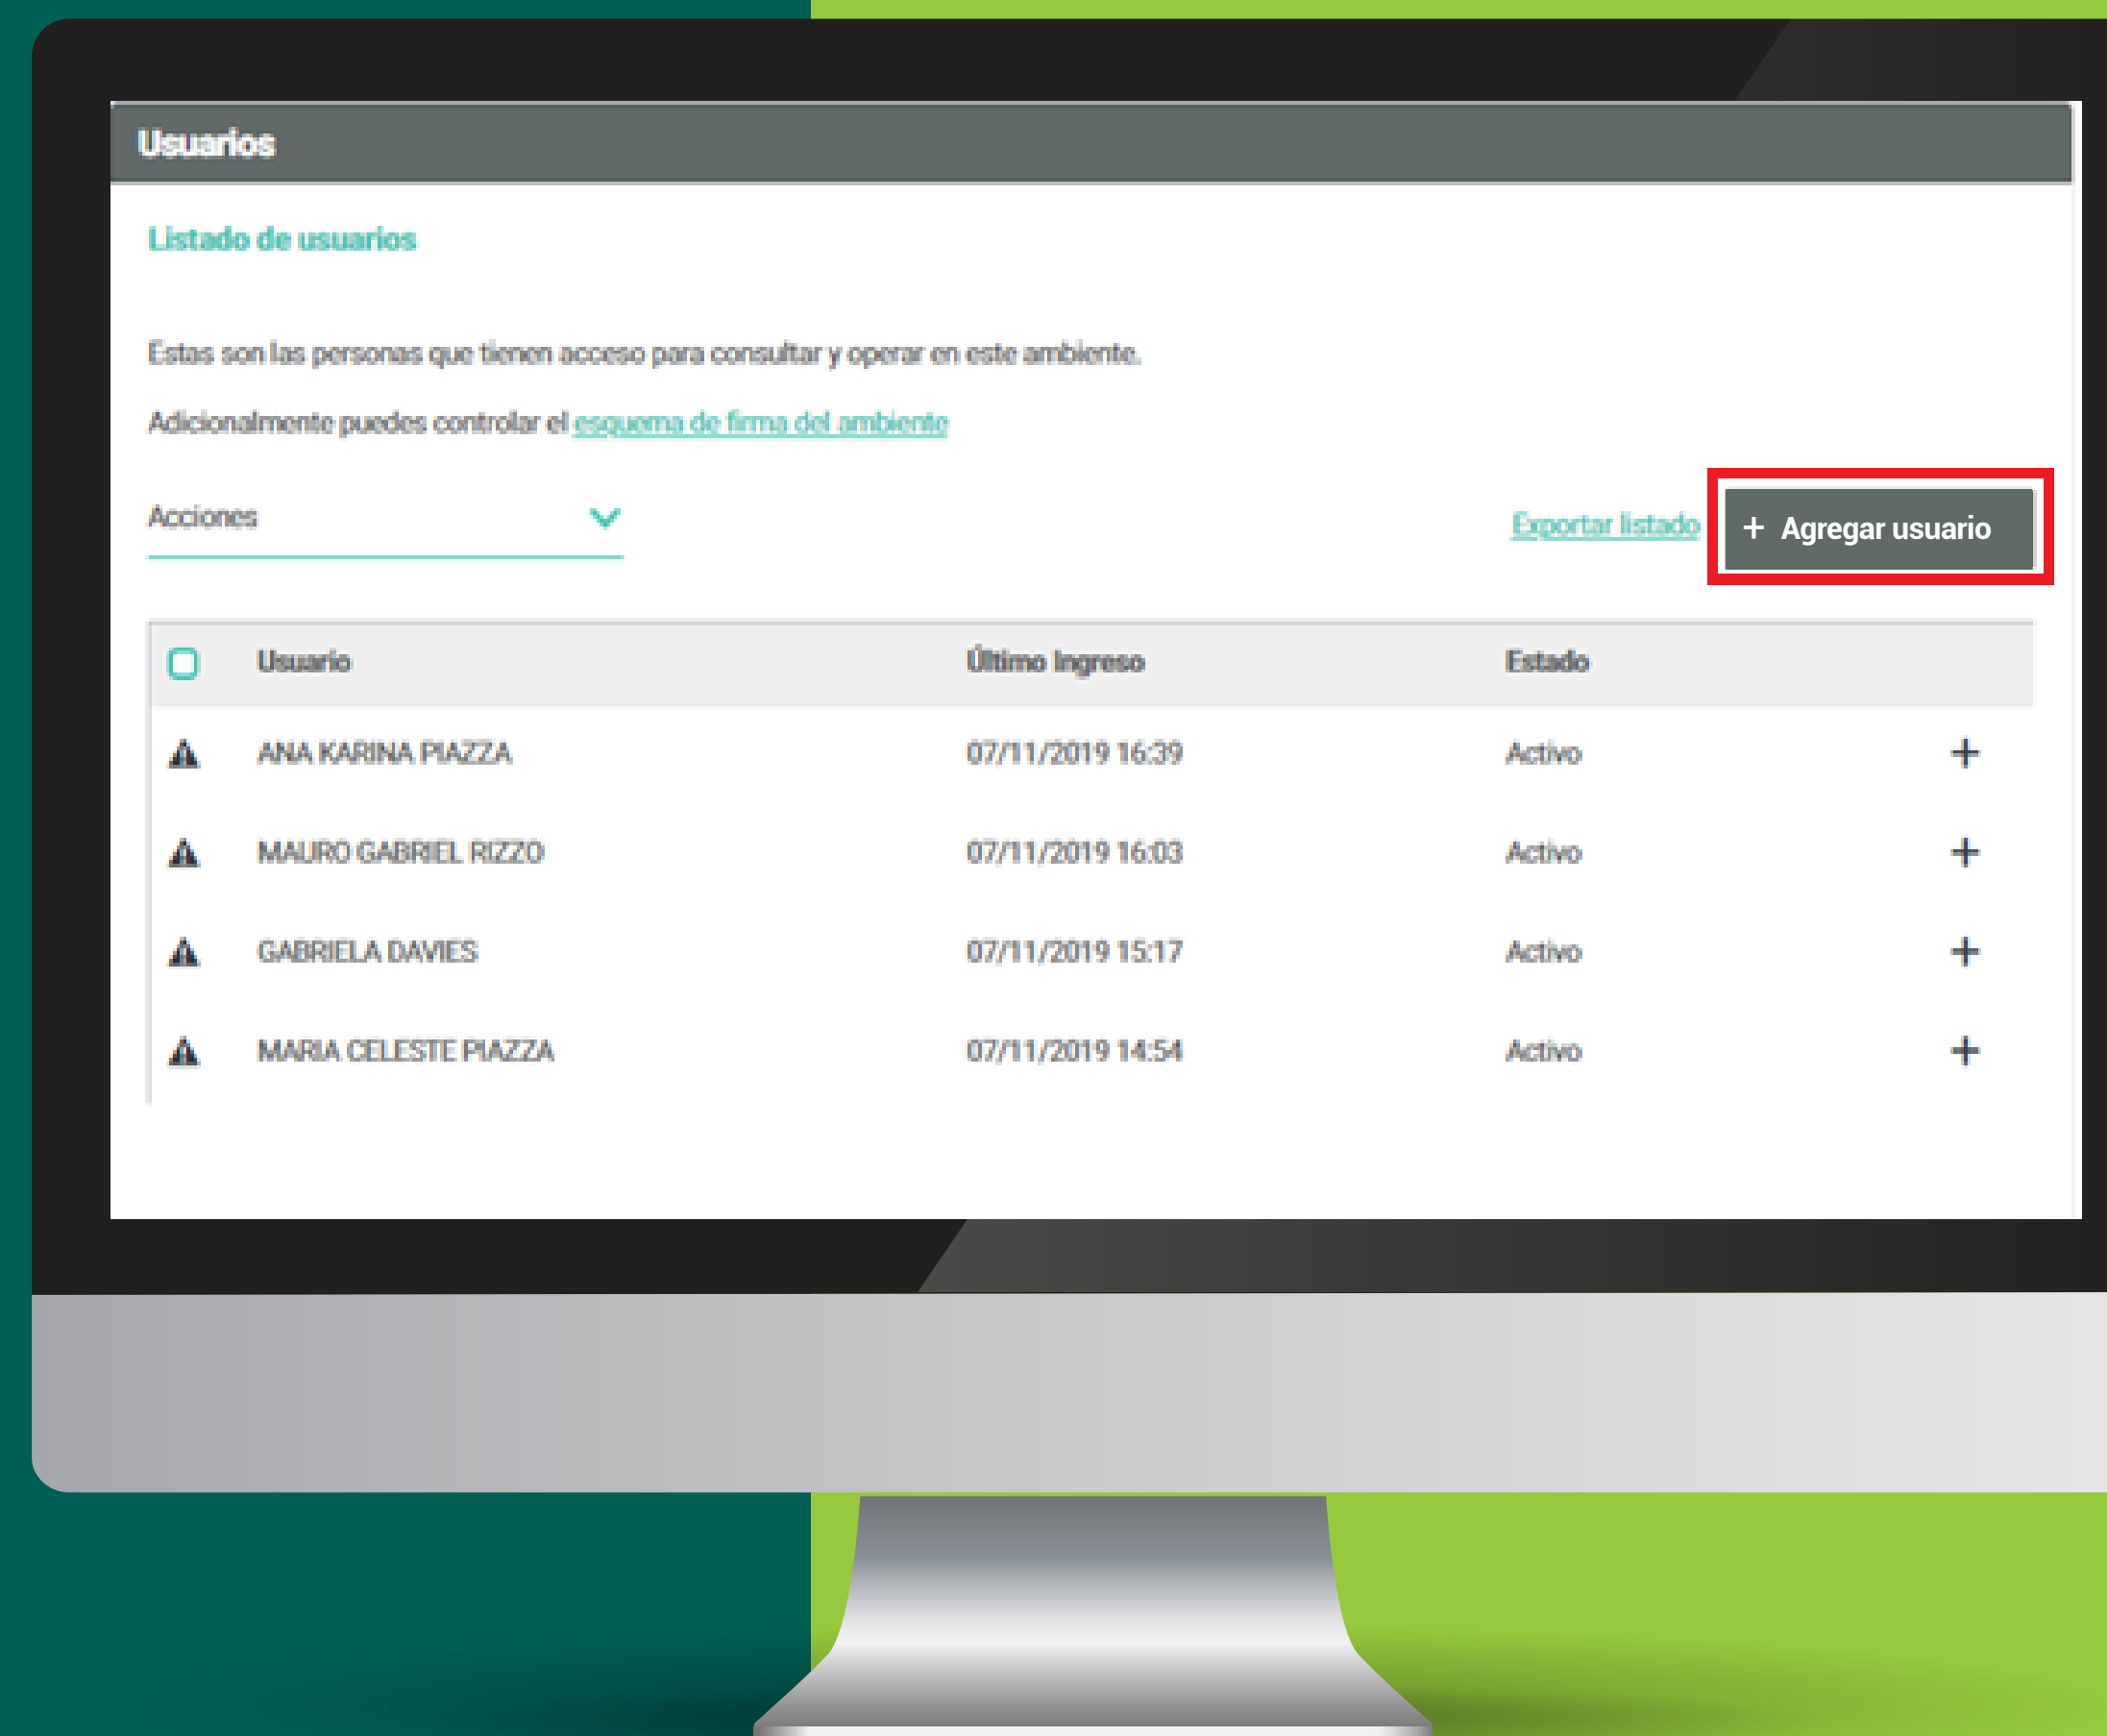 Usuarios
Listado de usuarios
Estas son las personas que tienen acceso para consultar y operar en este ambiente.
Adicionalmente puedes controlar el esquema de firma del ambiente
Acciones
Exportar listado
+ Agregar usuario
Usuario Último Ingreso Estado
ANA KARINA PIAZZA 07/11/2019 16:39 Activo +
MAURO GABRIEL RIZZO 07/11/2019 16:03 Activo +
GABRIELA DAVIES 07/11/2019 15:17 Activo +
MARIA CELESTE PIAZZA 07/11/2019 14:54 Activo +